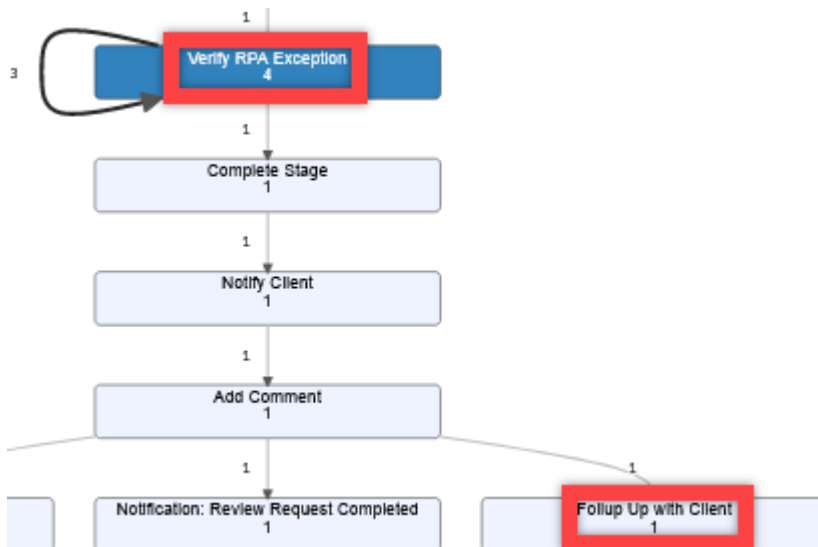 1
Verify RPA Exception
4
3
1
Complete Stage
1
1
Notify Client
1
1
Add Comment
1
1
1
Notification: Review Request Completed
1
Follup Up with Client
1